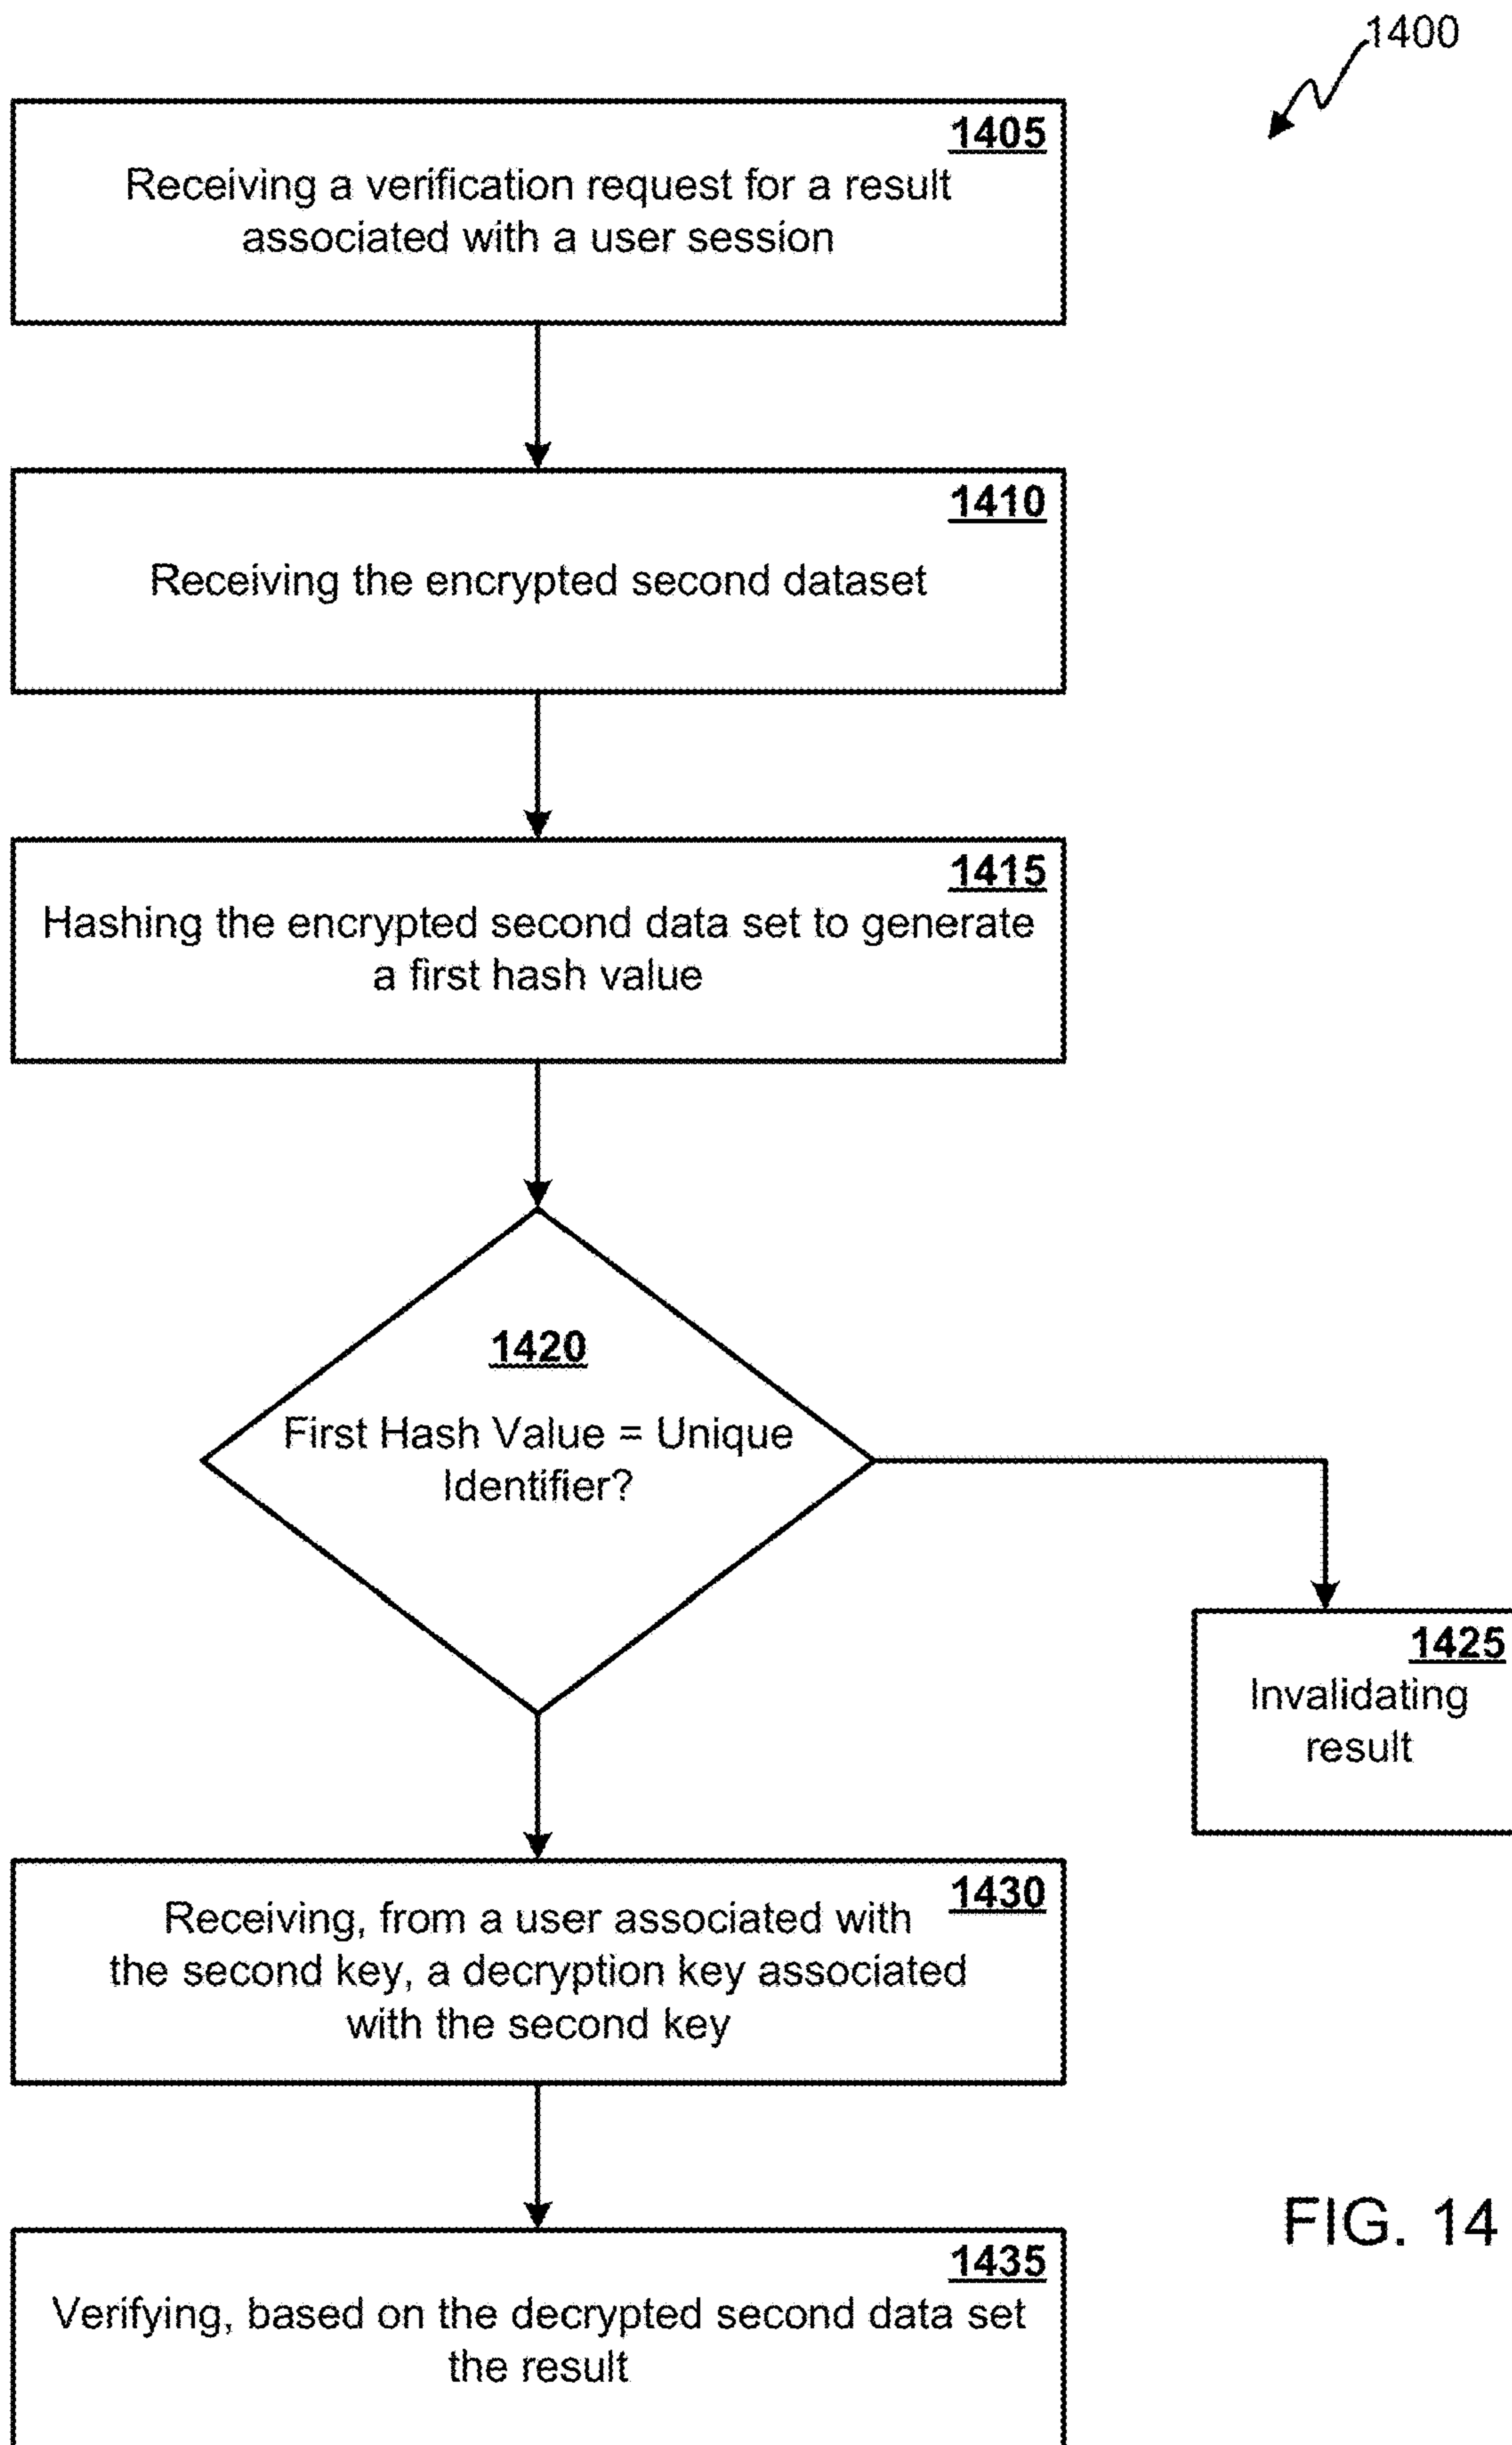 1400
1405
Receiving a verification request for a result
associated with a user session
1410
Receiving the encrypted second dataset
1415
Hashing the encrypted second data set to generate
a first hash value
1420
First Hash Value = Unique
Identifier?
1425
Invalidating
result
1430
Receiving, from a user associated with
the second key, a decryption key associated
with the second key
1435
Verifying, based on the decrypted second data set
the result
FIG. 14